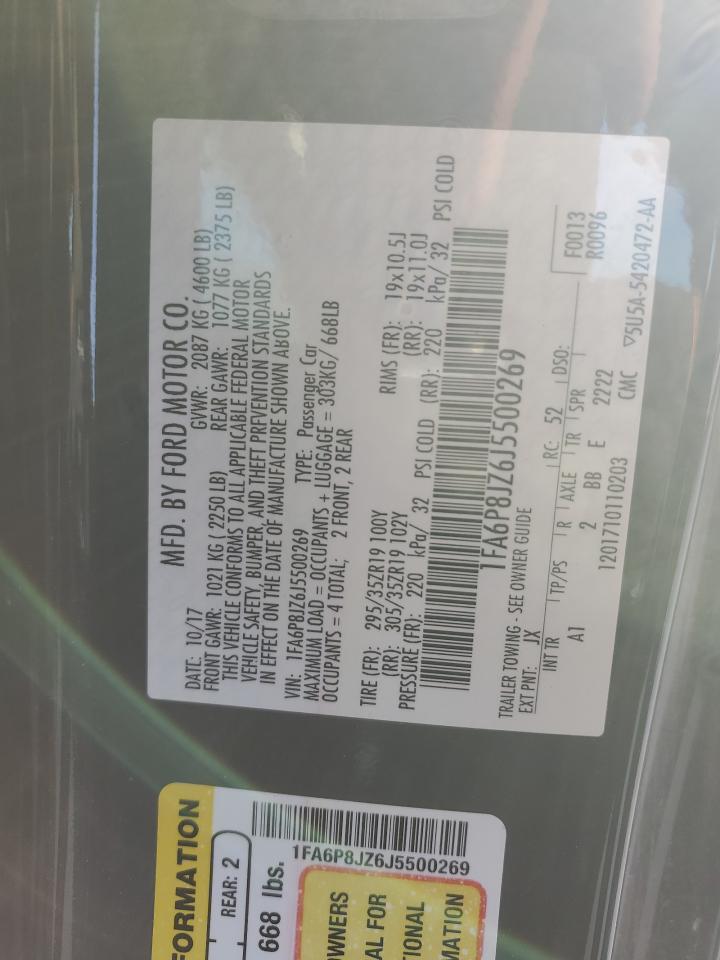 MFD. BY FORD MOTOR CO.
DATE: 10/17 GVWR: 2087 KG ( 4600 LB)
FRONT GAWR: 1021 KG ( 2250 LB) REAR GAWR: 1077 KG ( 2375 LB)
THIS VEHICLE CONFORMS TO ALL APPLICABLE FEDERAL MOTOR
VEHICLE SAFETY, BUMPER, AND THEFT PREVENTION STANDARDS
IN EFFECT ON THE DATE OF MANUFACTURE SHOWN ABOVE.
VIN: 1FA6P8JZ6J5500269 TYPE: Passenger Car
MAXIMUM LOAD = OCCUPANTS + LUGGAGE = 303KG/ 668LB
OCCUPANTS = 4 TOTAL: 2 FRONT, 2 REAR
TIRE (FR): 295/35ZR19 100Y RIMS (FR): 19x10.5J
(RR): 305/35ZR19 102Y (RR): 19x11.0J
PRESSURE (FR): 220 kPa/ 32 PSI COLD (RR): 220 kPa/ 32 PSI COLD
1FA6P8JZ6J5500269
TRAILER TOWING - SEE OWNER GUIDE
EXT PNT: JX RC: 52 DSO: F0013
R0096
INT TR TP/PS R AXLE TR SPR
A1 2 BB E 2222
1201710110203 CMC ▽5U5A-5420472-AA
FORMATION
REAR: 2
668 lbs.
1FA6P8JZ6J5500269
WNERS
AL FOR
TIONAL
MATION